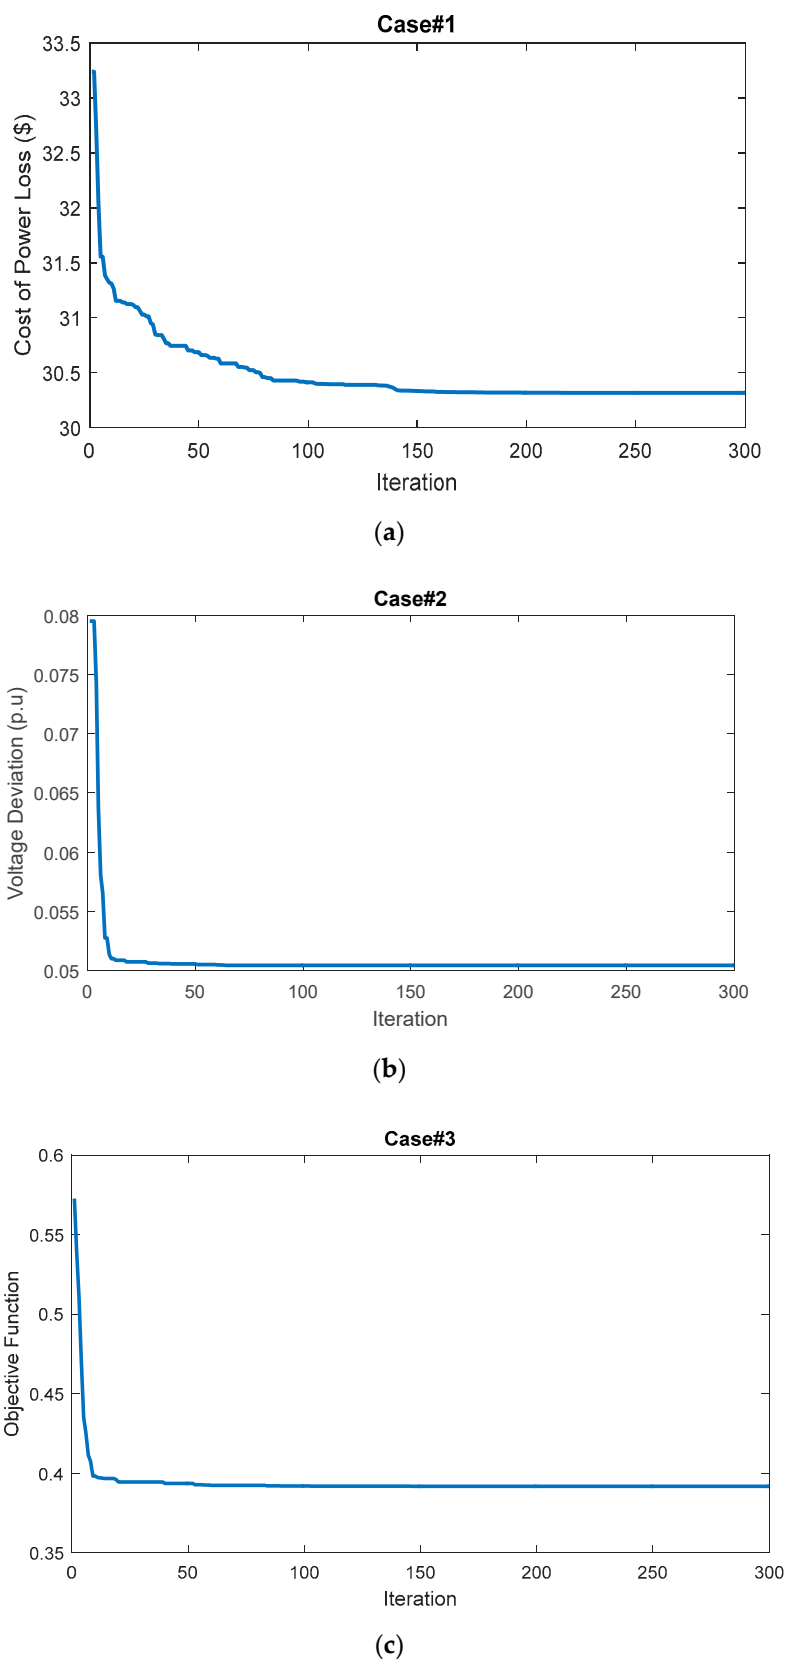 Case#1
Cost of Power Loss ($)
33.5
33
32.5
32
31.5
31
30.5
30
0 50 100 150 200 250 300
Iteration
(a)
Case#2
Voltage Deviation (p.u)
0.08
0.075
0.07
0.065
0.06
0.055
0.05
0 50 100 150 200 250 300
Iteration
(b)
Case#3
Objective Function
0.6
0.55
0.5
0.45
0.4
0.35
0 50 100 150 200 250 300
Iteration
(c)